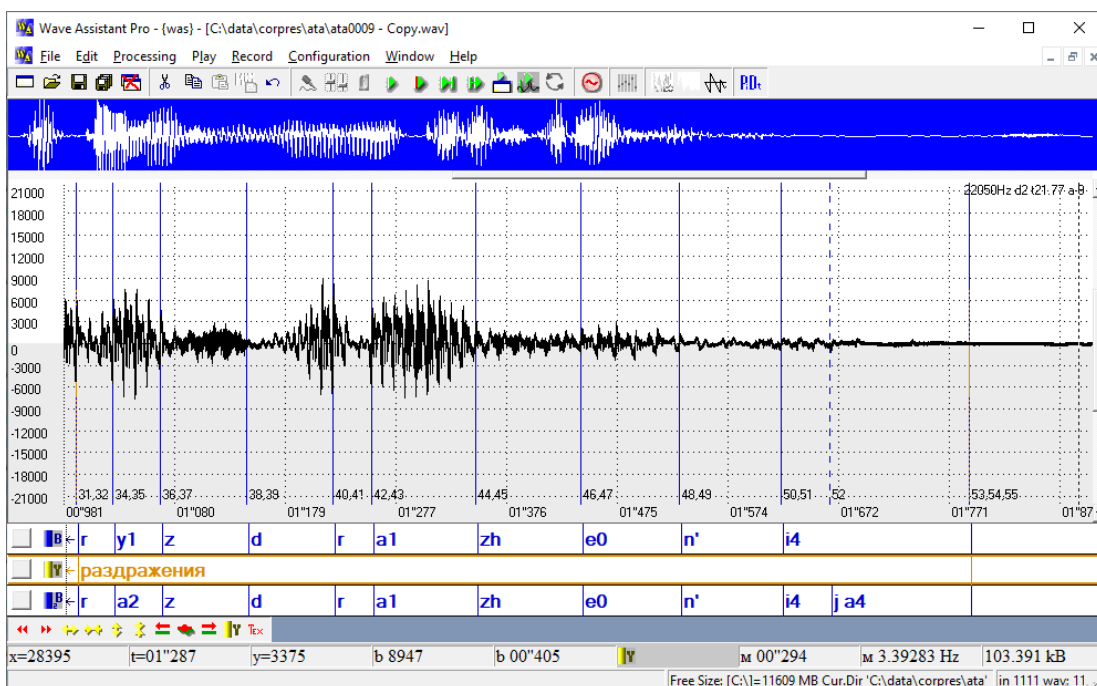 Wave Assistant Pro - {was} - [C:\data\corpres\ata\ata0009 - Copy.wav]
File Edit Processing Play Record Configuration Window Help
P.D.t
22050Hz d2 t21.77 a-9
21000
18000
15000
12000
9000
6000
3000
0
-3000
-6000
-9000
-12000
-15000
-18000
-21000
31,32 34,35 36,37 38,39 40,41 42,43 44,45 46,47 48,49 50,51 52 53,54,55
00"981 01"080 01"179 01"277 01"376 01"475 01"574 01"672 01"771 01"87
B r y1 z d r a1 zh e0 n' i4
Y раздражения
B2 r a2 z d r a1 zh e0 n' i4 j a4
Y TEX
x=28395 t=01"287 y=3375 b 8947 b 00"405 Y м 00"294 м 3.39283 Hz 103.391 kB
Free Size: [C:\]=11609 MB Cur.Dir 'C:\data\corpres\ata' in 1111 wav: 11.